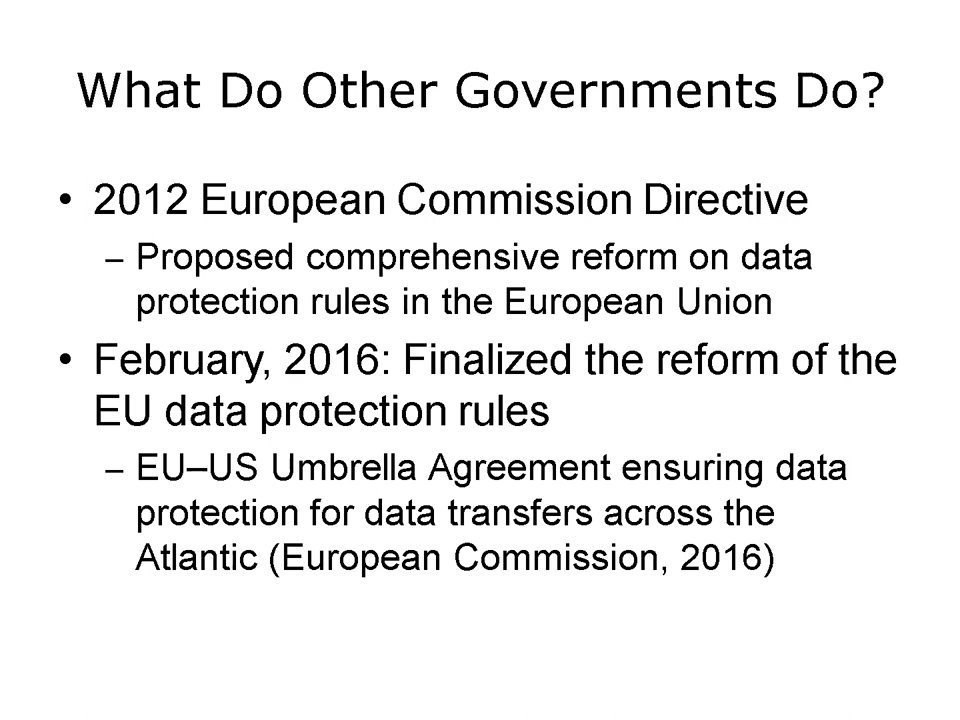 What Do Other Governments Do?
• 2012 European Commission Directive
– Proposed comprehensive reform on data
protection rules in the European Union
• February, 2016: Finalized the reform of the
EU data protection rules
– EU–US Umbrella Agreement ensuring data
protection for data transfers across the
Atlantic (European Commission, 2016)